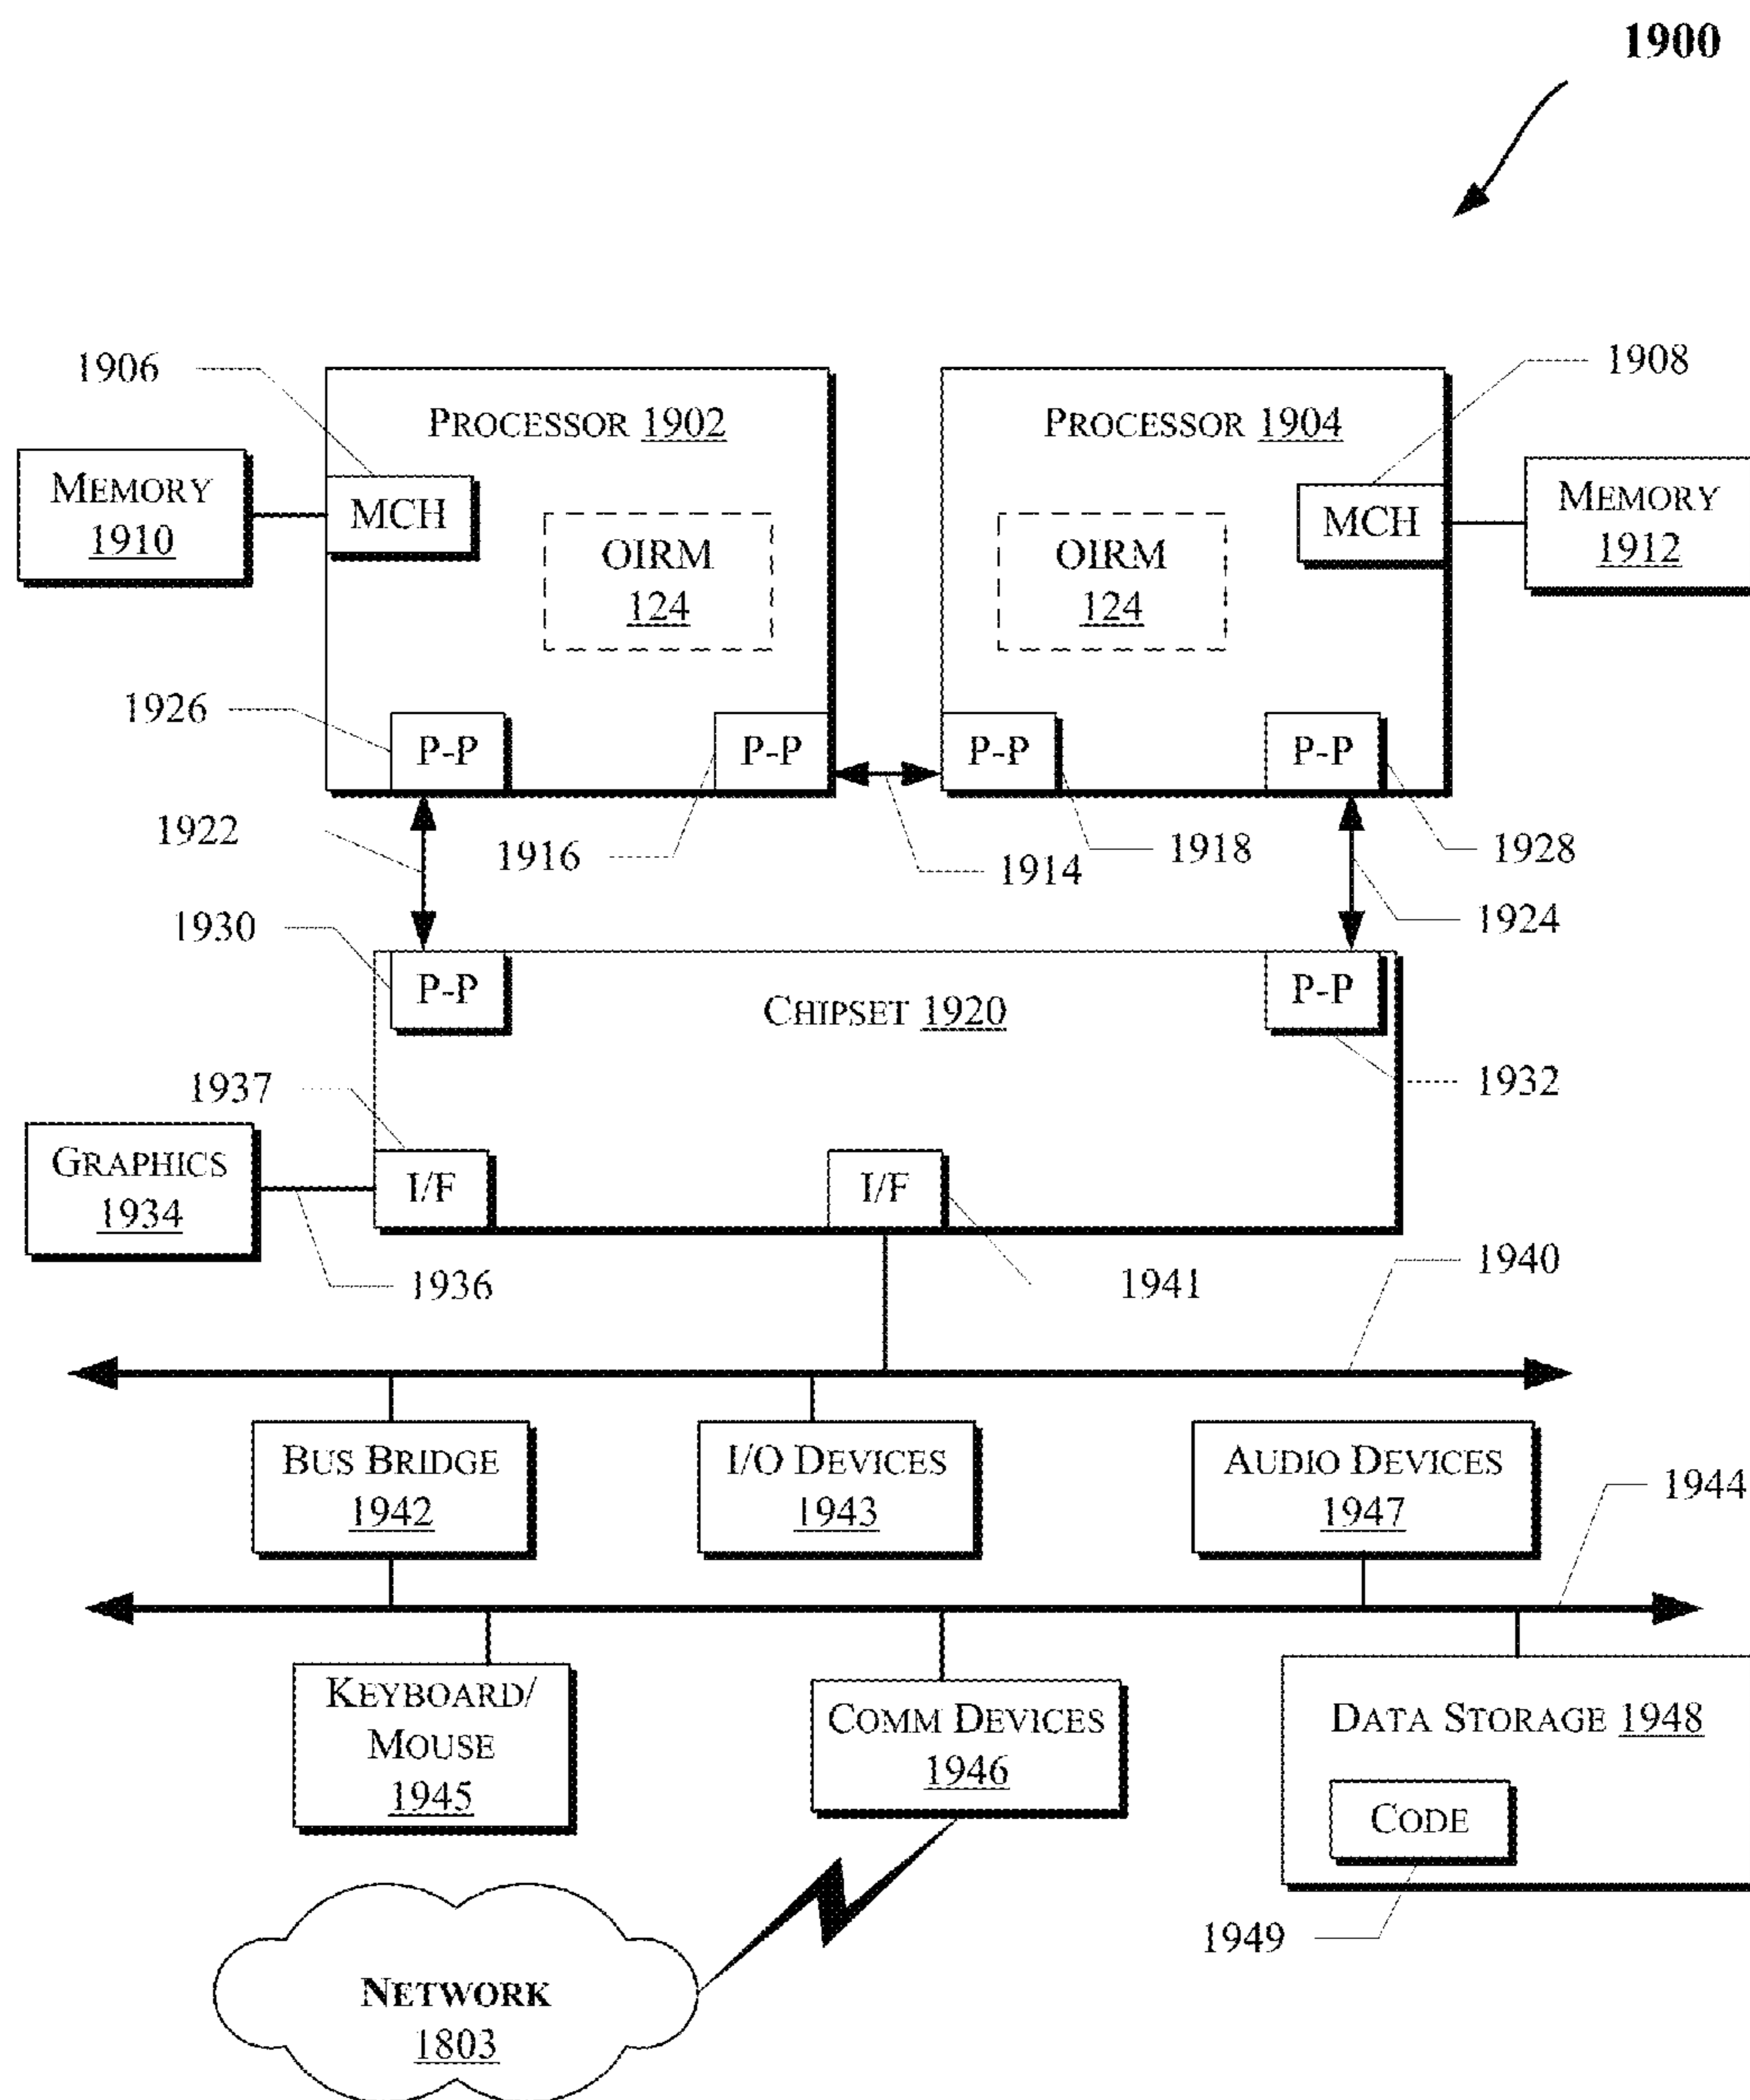 1900
1906
1908
PROCESSOR 1902
PROCESSOR 1904
MEMORY
1910
MCH
OIRM
124
OIRM
124
MCH
MEMORY
1912
1926
P-P
P-P
P-P
P-P
1922
1916
1914
1918
1928
1930
1924
P-P
CHIPSET 1920
P-P
1937
1932
GRAPHICS
1934
I/F
I/F
1936
1941
1940
BUS BRIDGE
1942
I/O DEVICES
1943
AUDIO DEVICES
1947
1944
KEYBOARD/
MOUSE
1945
COMM DEVICES
1946
DATA STORAGE 1948
CODE
1949
NETWORK
1803